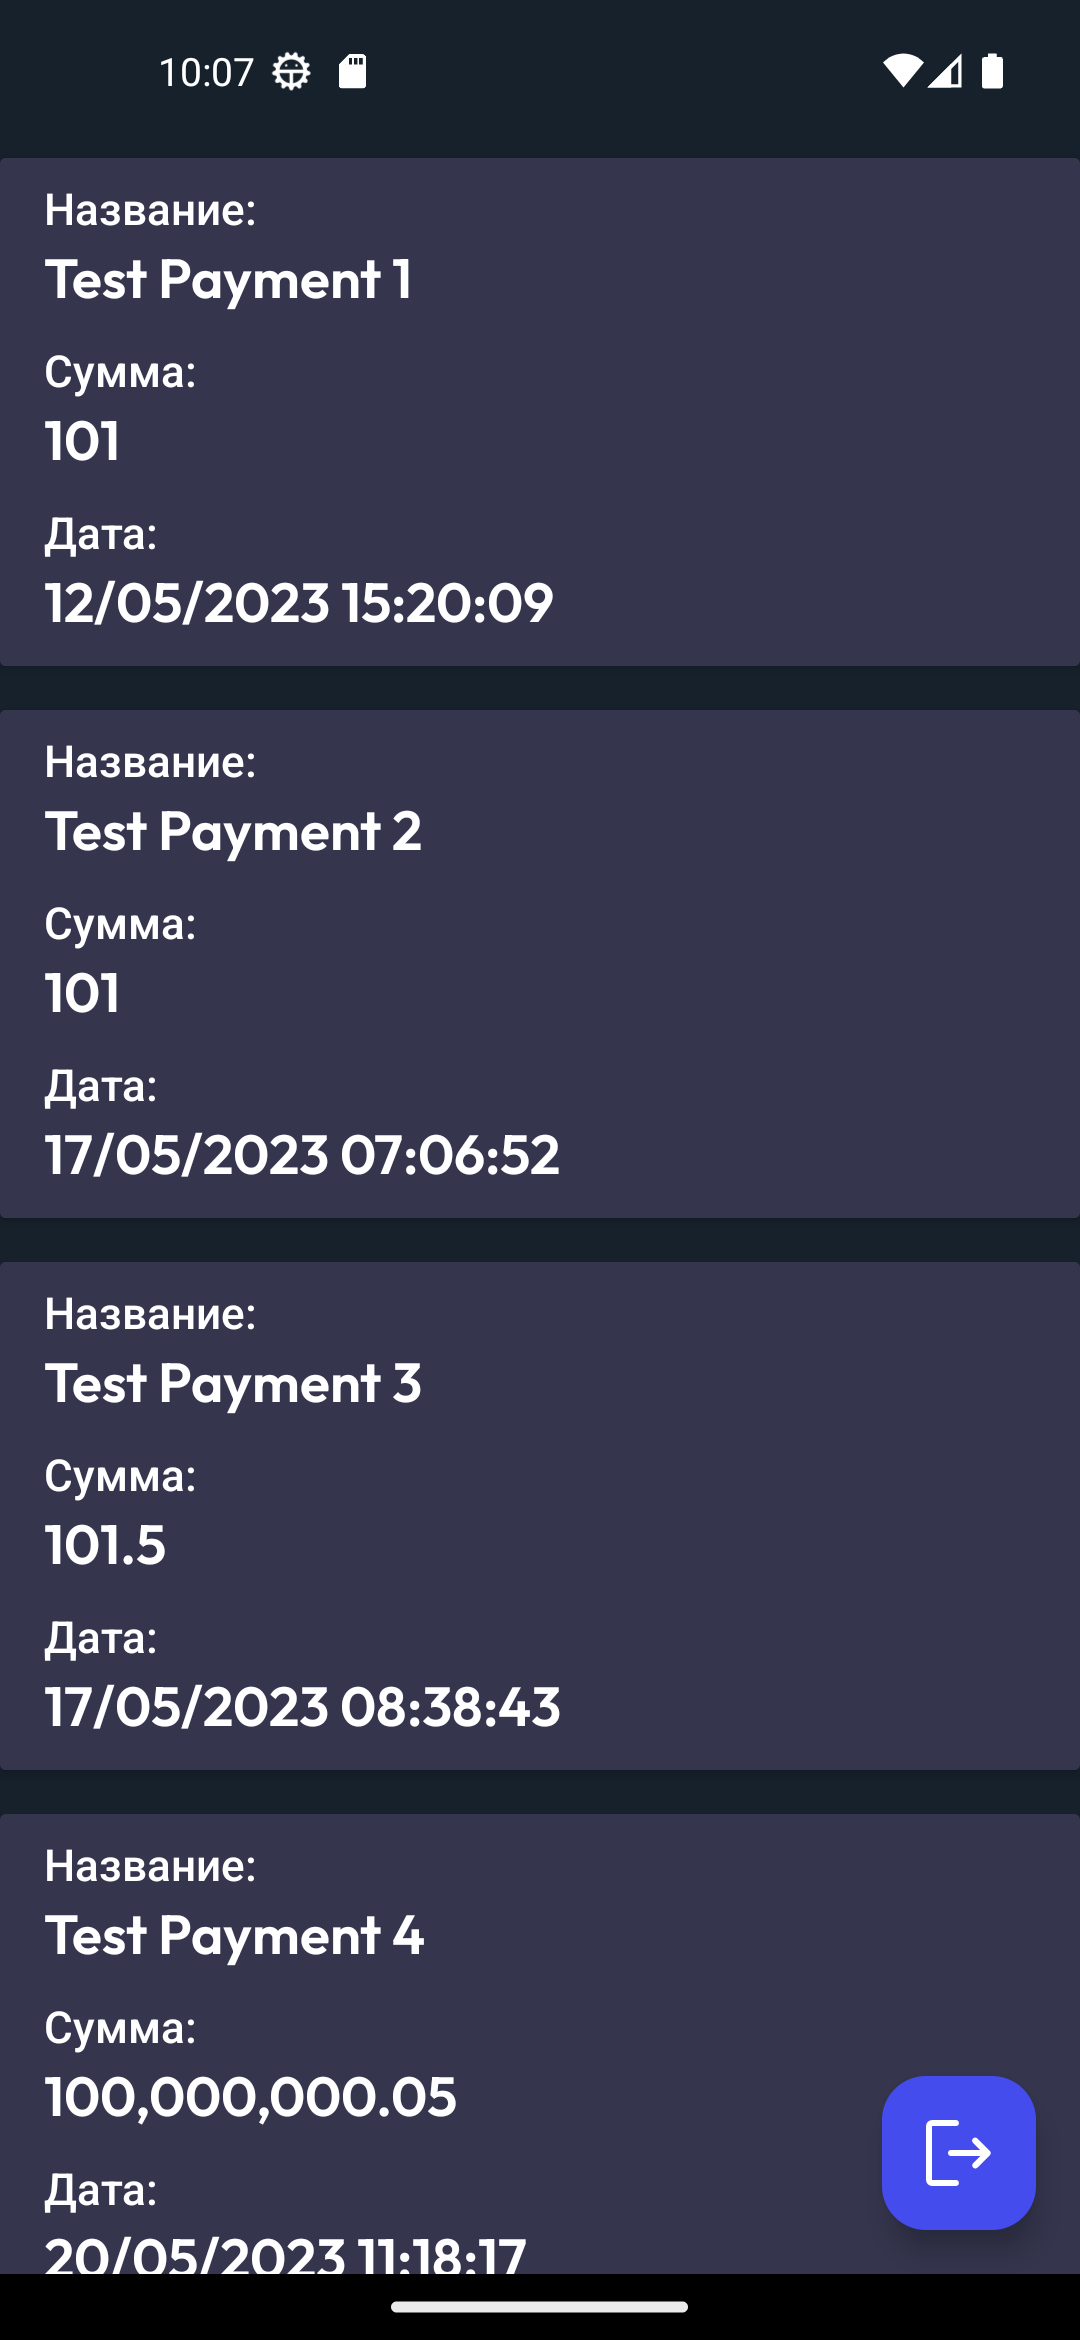 10:07
Название:
Test Payment 1
Сумма:
101
Дата:
12/05/2023 15:20:09
Название:
Test Payment 2
Сумма:
101
Дата:
17/05/2023 07:06:52
Название:
Test Payment 3
Сумма:
101.5
Дата:
17/05/2023 08:38:43
Название:
Test Payment 4
Сумма:
100,000,000.05
Дата:
20/05/2023 11:18:17